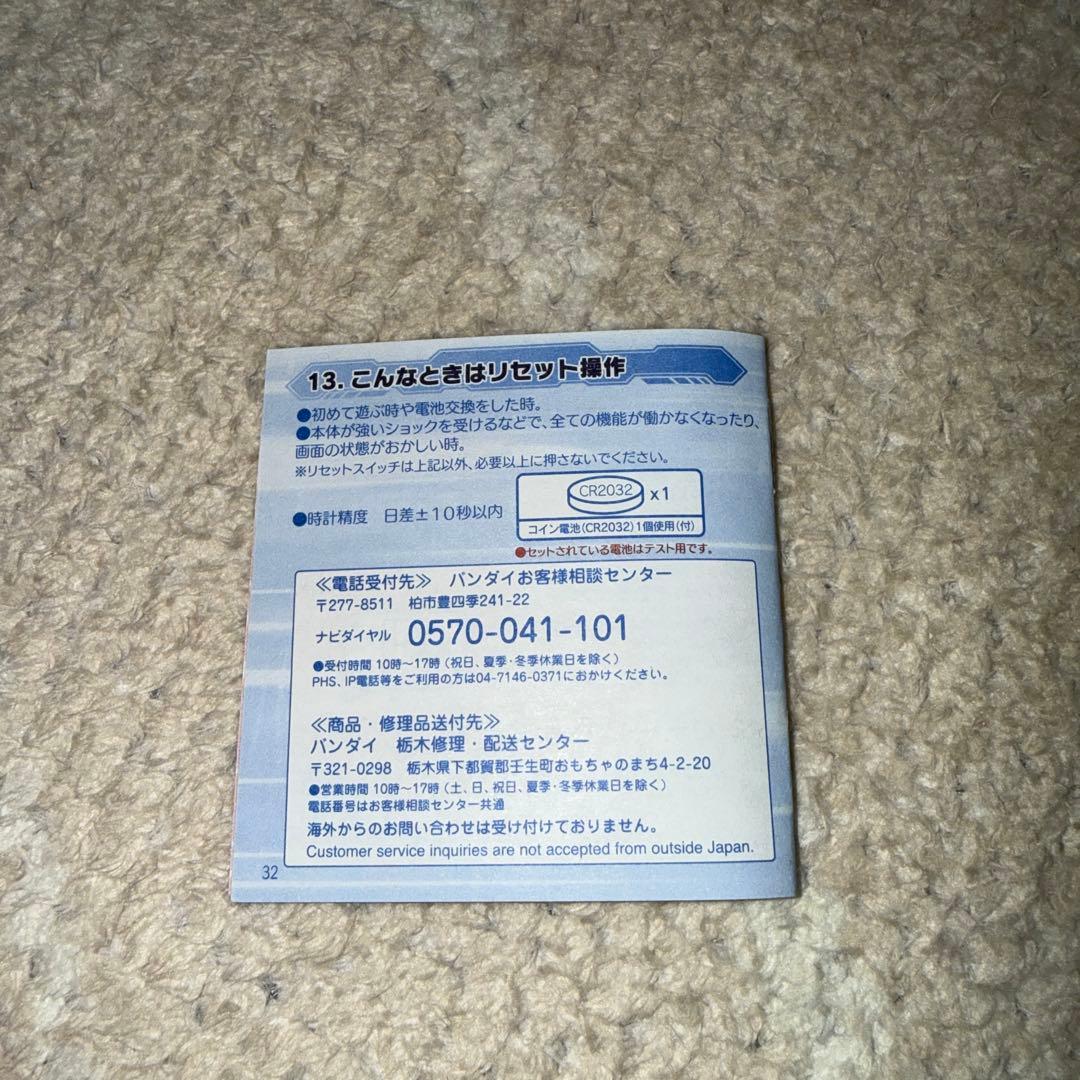 13. こんなときはリセット操作
●初めて遊ぶ時や電池交換をした時。
●本体が強いショックを受けるなどで、全ての機能が働かなくなったり、
画面の状態がおかしい時。
※リセットスイッチは上記以外、必要以上に押さないでください。
●時計精度 日差±10秒以内
CR2032 x1
コイン電池(CR2032)1個使用(付)
●セットされている電池はテスト用です。
≪電話受付先≫ バンダイお客様相談センター
〒277-8511 柏市豊四季241-22
ナビダイヤル 0570-041-101
●受付時間 10時～17時(祝日、夏季・冬季休業日を除く)
PHS、IP電話等をご利用の方は04-7146-0371におかけください。
≪商品・修理品送付先≫
バンダイ 栃木修理・配送センター
〒321-0298 栃木県下都賀郡壬生町おもちゃのまち4-2-20
●営業時間 10時～17時(土、日、祝日、夏季・冬季休業日を除く)
電話番号はお客様相談センター共通
海外からのお問い合わせは受け付けておりません。
Customer service inquiries are not accepted from outside Japan.
32